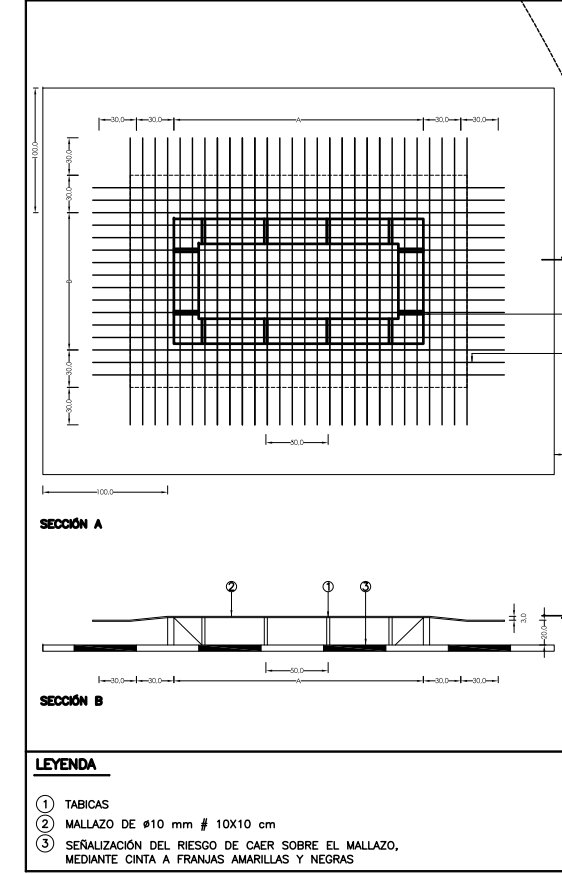 30.0 30.0 A 30.0 30.0
100.0
30.0
30.0
B
30.0
30.0
50.0
100.0
SECCIÓN A
2 1 3
3.0
20.0
50.0
30.0 30.0 A 30.0 30.0
SECCIÓN B
LEYENDA
1 TABICAS
2 MALLAZO DE ø10 mm # 10X10 cm
3 SEÑALIZACIÓN DEL RIESGO DE CAER SOBRE EL MALLAZO,
MEDIANTE CINTA A FRANJAS AMARILLAS Y NEGRAS